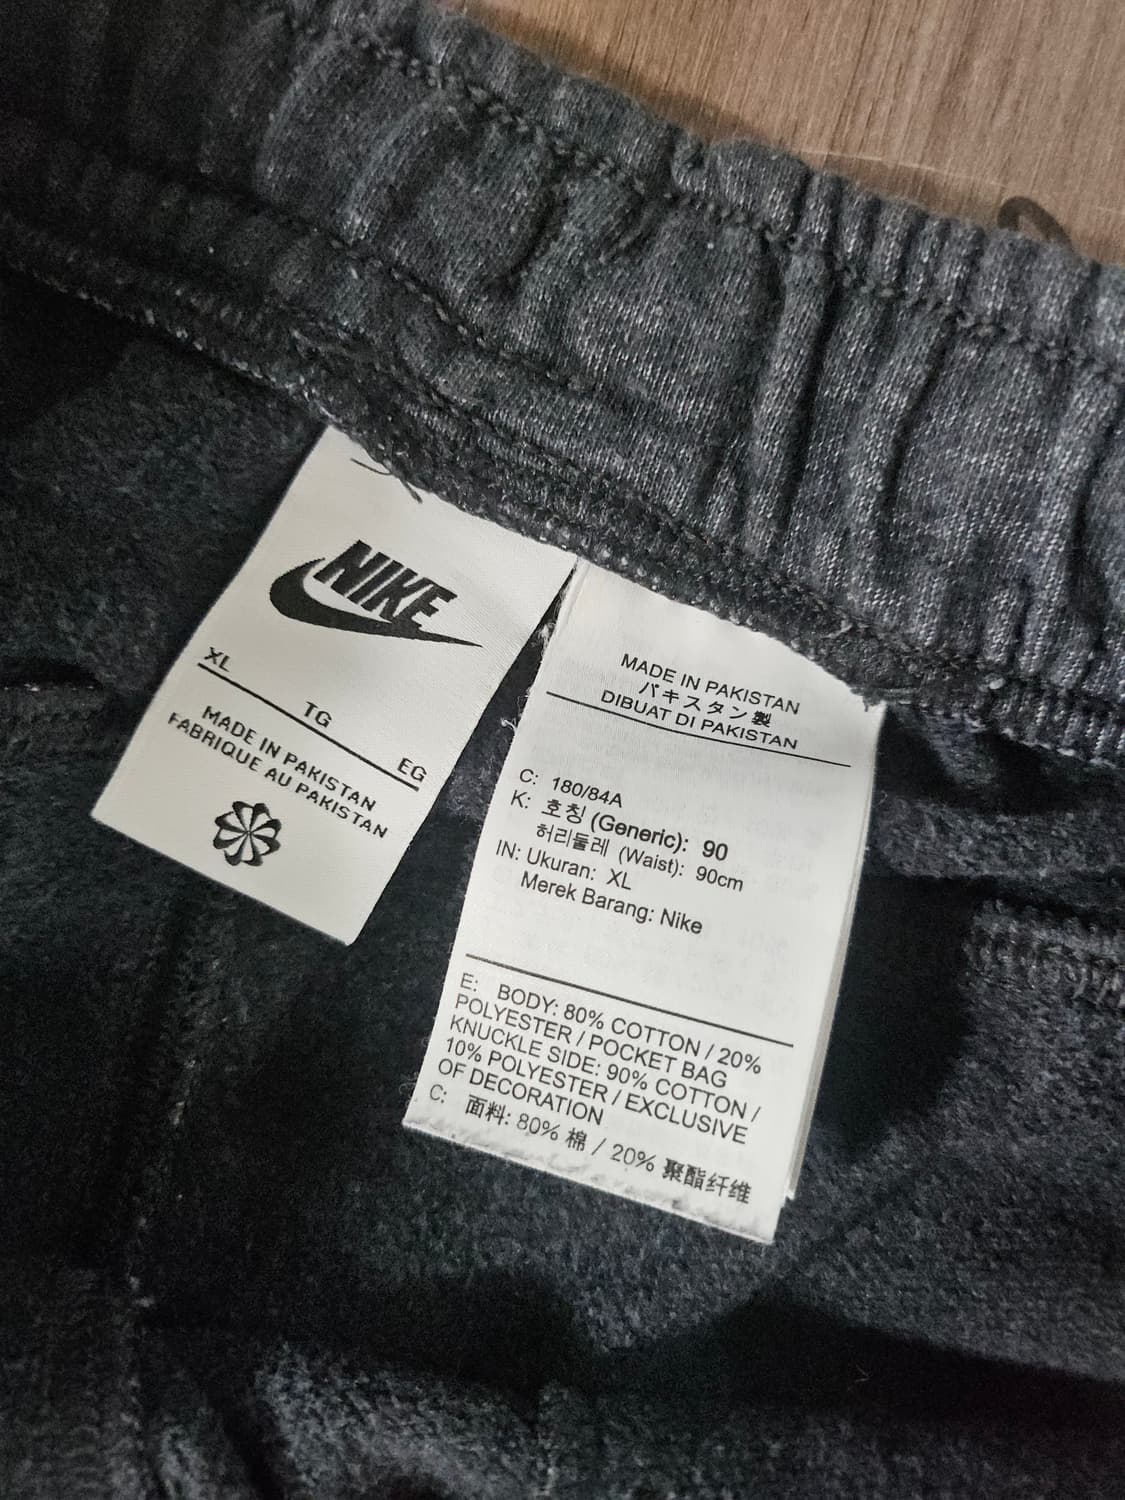 NIKE
XL
TG
EG
MADE IN PAKISTAN
FABRIQUE AU PAKISTAN
MADE IN PAKISTAN
パキスタン製
DIBUAT DI PAKISTAN
C: 180/84A
K: 호칭 (Generic): 90
허리둘레 (Waist): 90cm
IN: Ukuran: XL
Merek Barang: Nike
E: BODY: 80% COTTON / 20%
POLYESTER / POCKET BAG
KNUCKLE SIDE: 90% COTTON /
10% POLYESTER / EXCLUSIVE
OF DECORATION
C: 面料: 80% 棉 / 20% 聚酯纤维